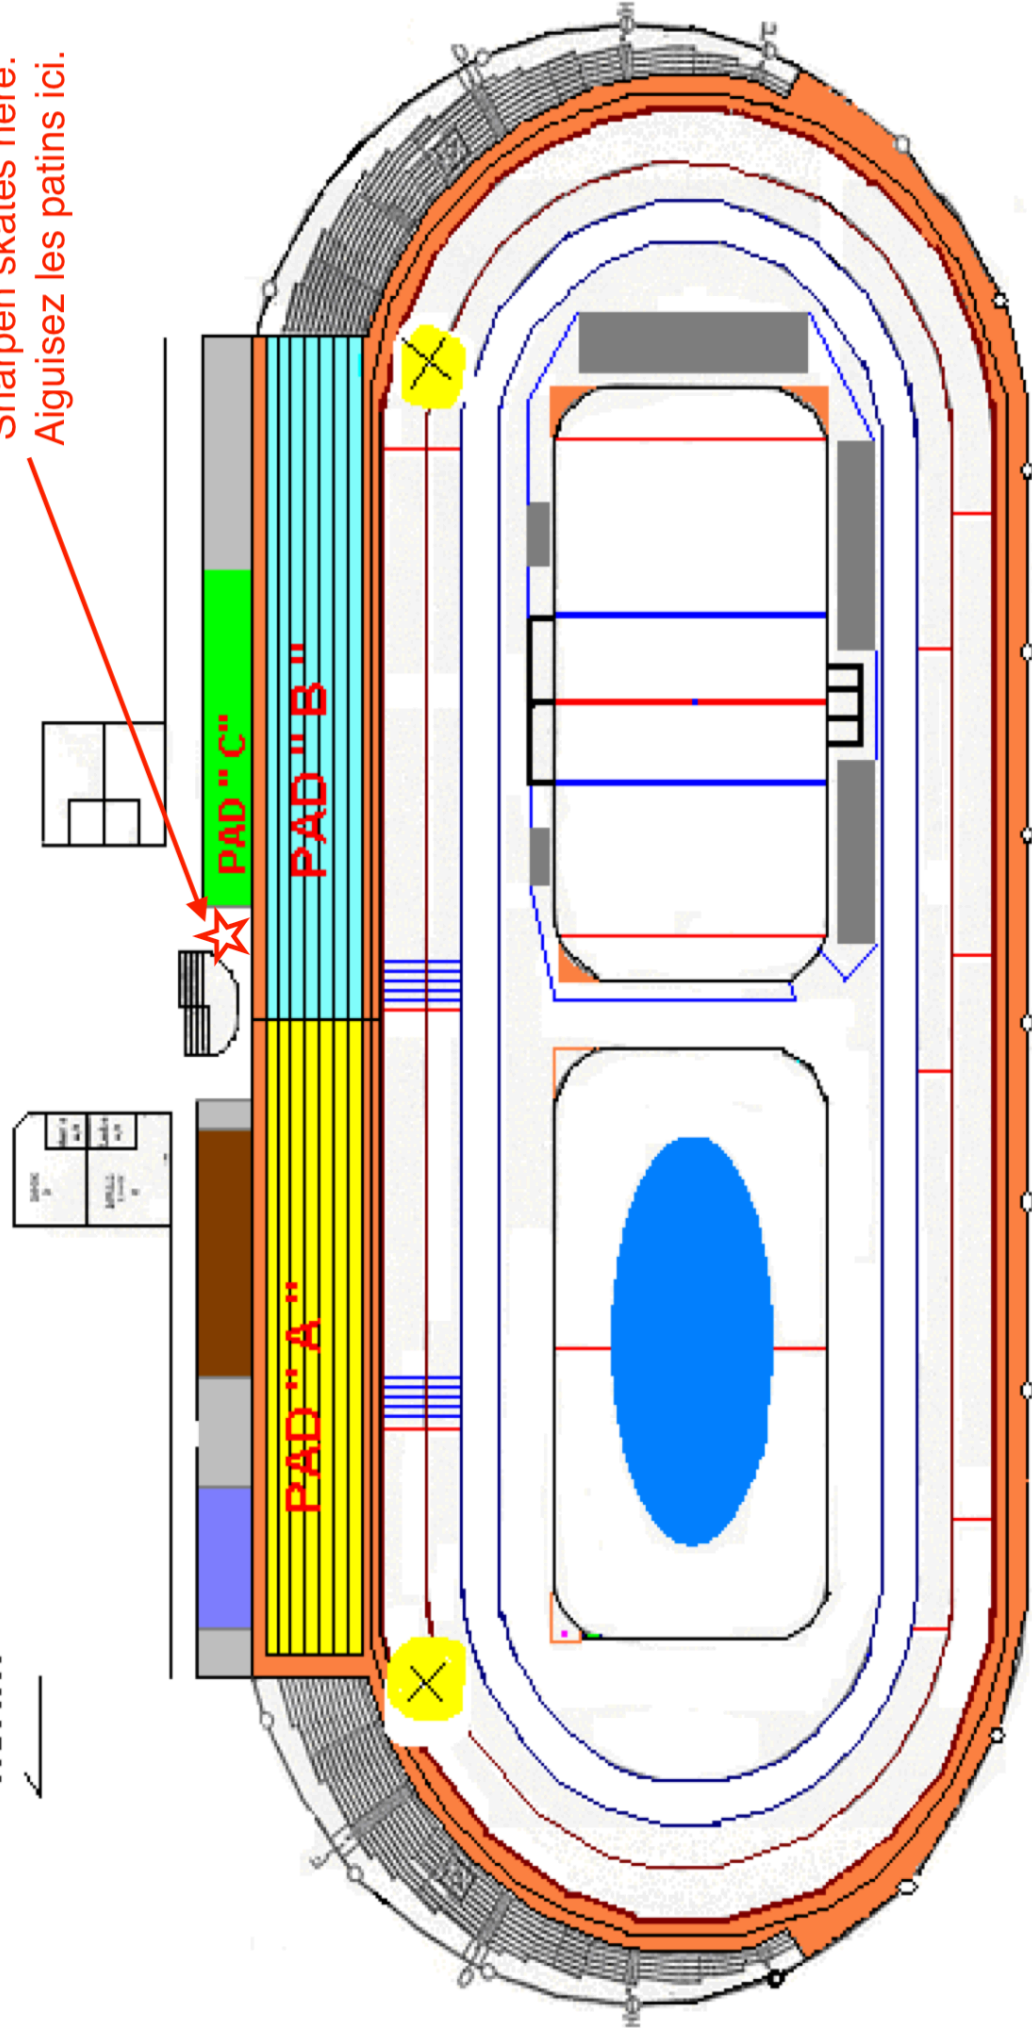 Sharpen skates here.
Aiguisez les patins ici.
PAD "C"
PAD "B"
PAD "A"